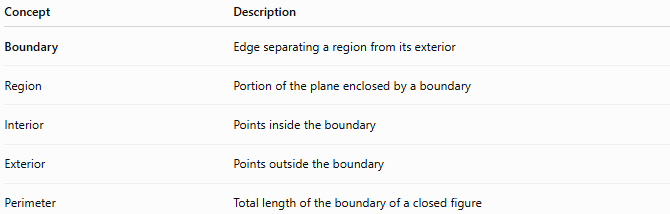 Concept Description
Boundary Edge separating a region from its exterior
Region Portion of the plane enclosed by a boundary
Interior Points inside the boundary
Exterior Points outside the boundary
Perimeter Total length of the boundary of a closed figure